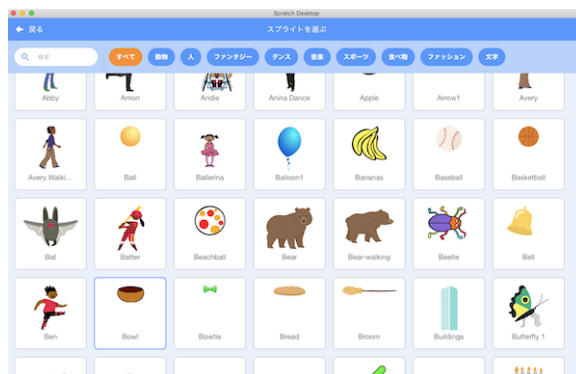 Scratch Desktop
戻る
スプライトを選ぶ
検索
すべて 動物 人 ファンタジー ダンス 音楽 スポーツ 食べ物 ファッション 文字
Abby Amon Andie Anina Dance Apple Arrow1 Avery
Avery Walki... Ball Ballerina Balloon1 Bananas Baseball Basketball
Bat Batter Beachball Bear Bear-walking Beetle Bell
Ben Bowl Bowtie Bread Broom Buildings Butterfly 1